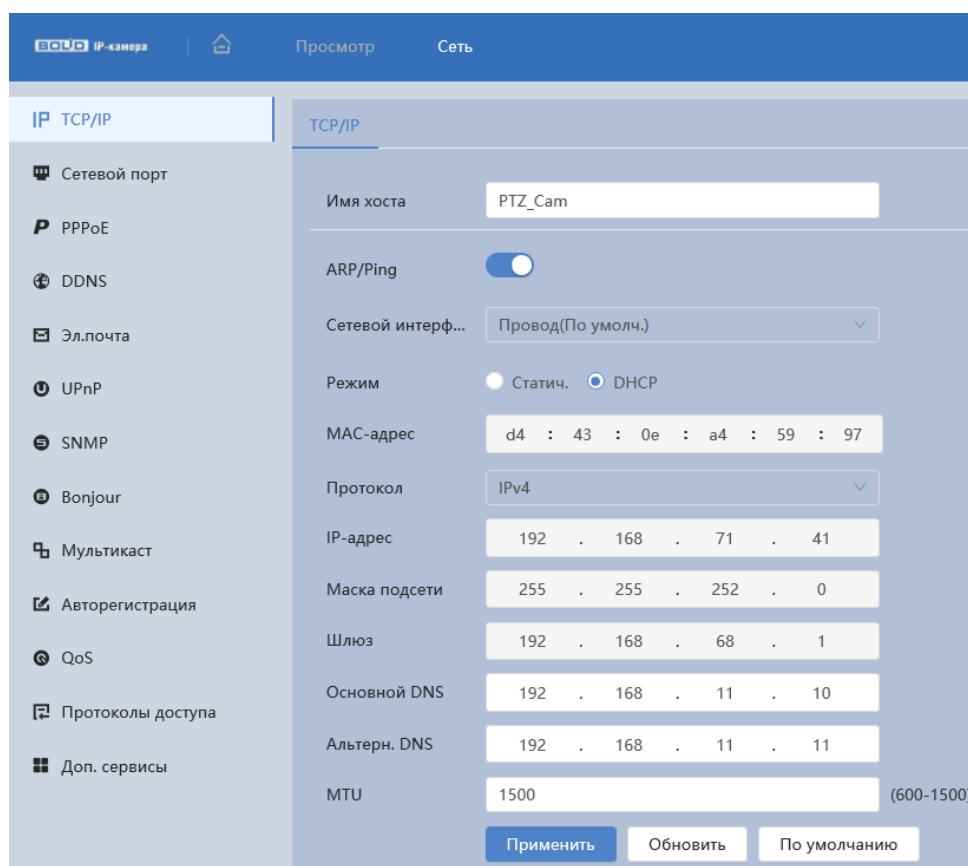 BOLID IP-камера
Просмотр
Сеть
TCP/IP
Сетевой порт
PPPoE
DDNS
Эл.почта
UPnP
SNMP
Bonjour
Мультикаст
Авторегистрация
QoS
Протоколы доступа
Доп. сервисы
TCP/IP
Имя хоста PTZ_Cam
ARP/Ping
Сетевой интерф... Провод(По умолч.)
Режим Статич. DHCP
MAC-адрес d4 : 43 : 0e : a4 : 59 : 97
Протокол IPv4
IP-адрес 192 . 168 . 71 . 41
Маска подсети 255 . 255 . 252 . 0
Шлюз 192 . 168 . 68 . 1
Основной DNS 192 . 168 . 11 . 10
Альтерн. DNS 192 . 168 . 11 . 11
MTU 1500 (600-1500)
Применить Обновить По умолчанию